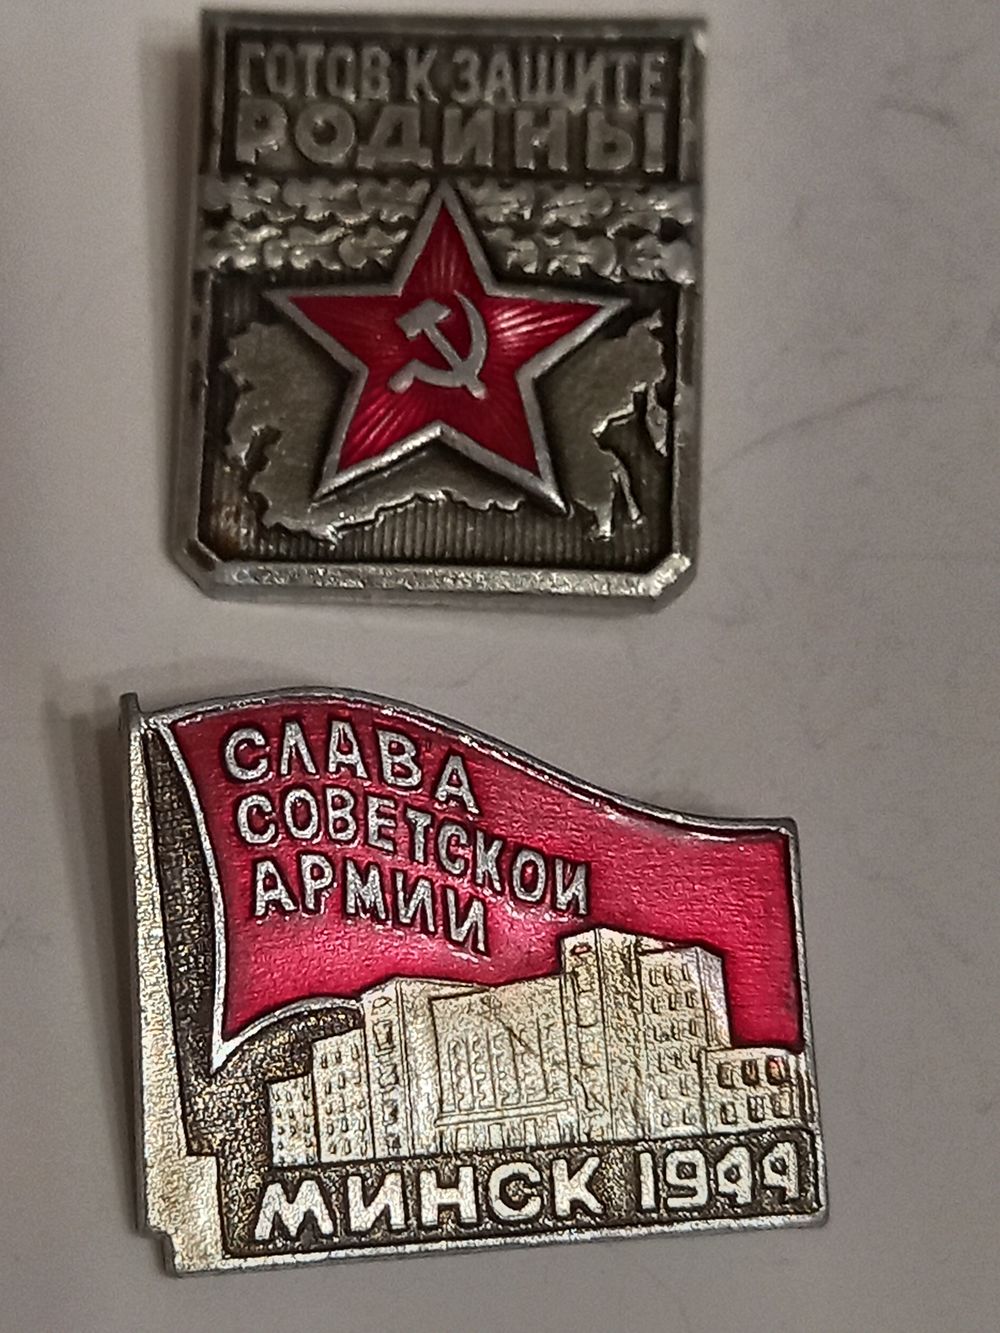 ГОТОВ К ЗАЩИТЕ
РОДИНЫ
СЛАВА
СОВЕТСКОЙ
АРМИИ
МИНСК 1944